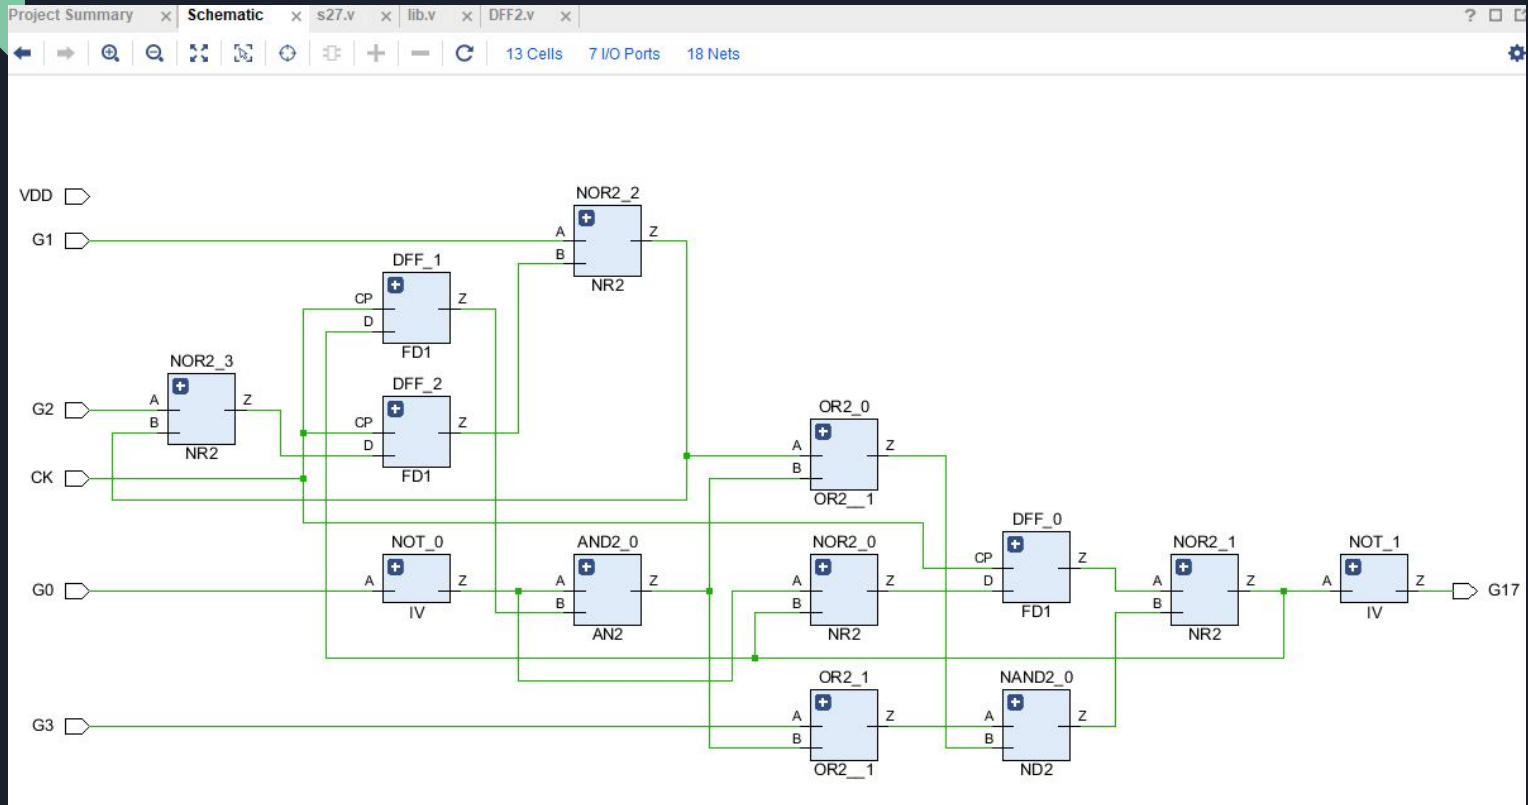 Project Summary × Schematic × s27.v × lib.v × DFF2.v ×
?
13 Cells 7 I/O Ports 18 Nets
VDD
G1
NOR2_2
A
B
Z
NR2
DFF_1
CP
D
Z
FD1
NOR2_3
G2
A
B
Z
NR2
DFF_2
CP
D
Z
FD1
CK
OR2_0
A
B
Z
OR2__1
G0
NOT_0
A
Z
IV
AND2_0
A
B
Z
AN2
NOR2_0
A
B
Z
NR2
DFF_0
CP
D
Z
FD1
NOR2_1
A
B
Z
NR2
NOT_1
A
Z
IV
G17
G3
OR2_1
A
B
Z
OR2__1
NAND2_0
A
B
Z
ND2